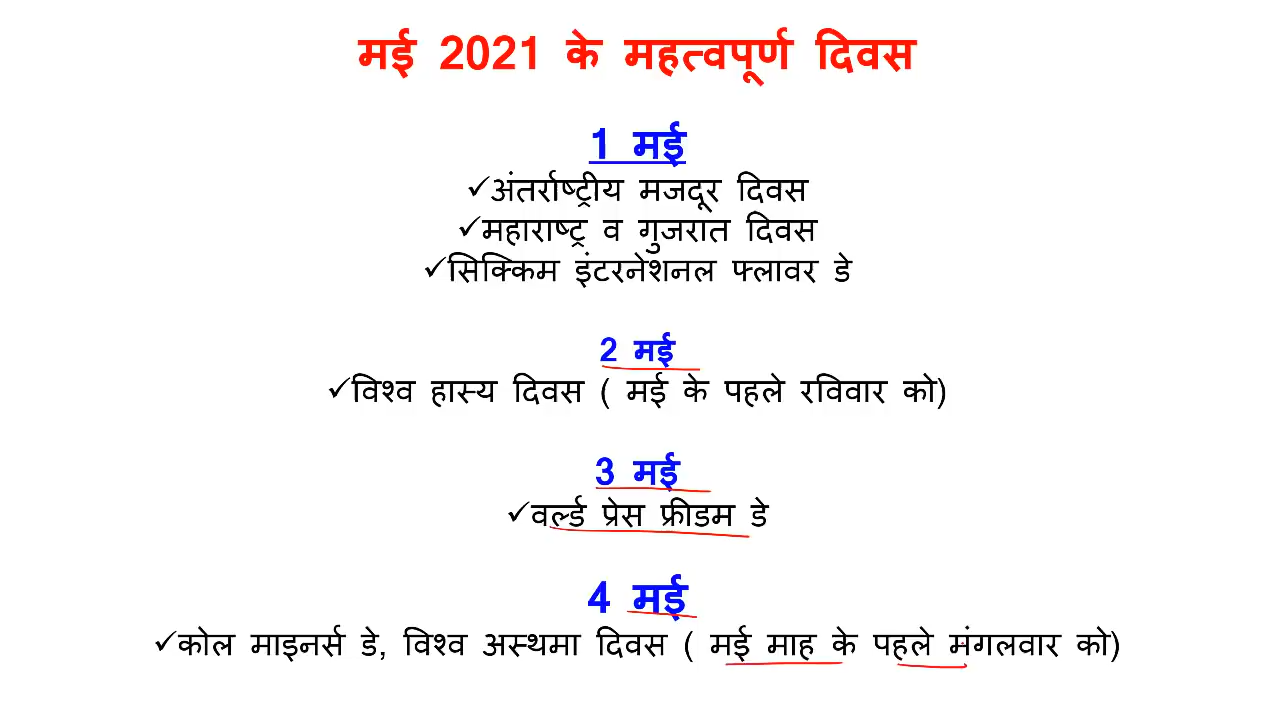 मई 2021 के महत्वपूर्ण दिवस
1 मई
✓अंतर्राष्ट्रीय मजदूर दिवस
✓महाराष्ट्र व गुजरात दिवस
✓सिक्किम इंटरनेशनल फ्लावर डे
2 मई
✓विश्व हास्य दिवस ( मई के पहले रविवार को)
3 मई
✓वर्ल्ड प्रेस फ्रीडम डे
4 मई
✓कोल माइनर्स डे, विश्व अस्थमा दिवस ( मई माह के पहले मंगलवार को)